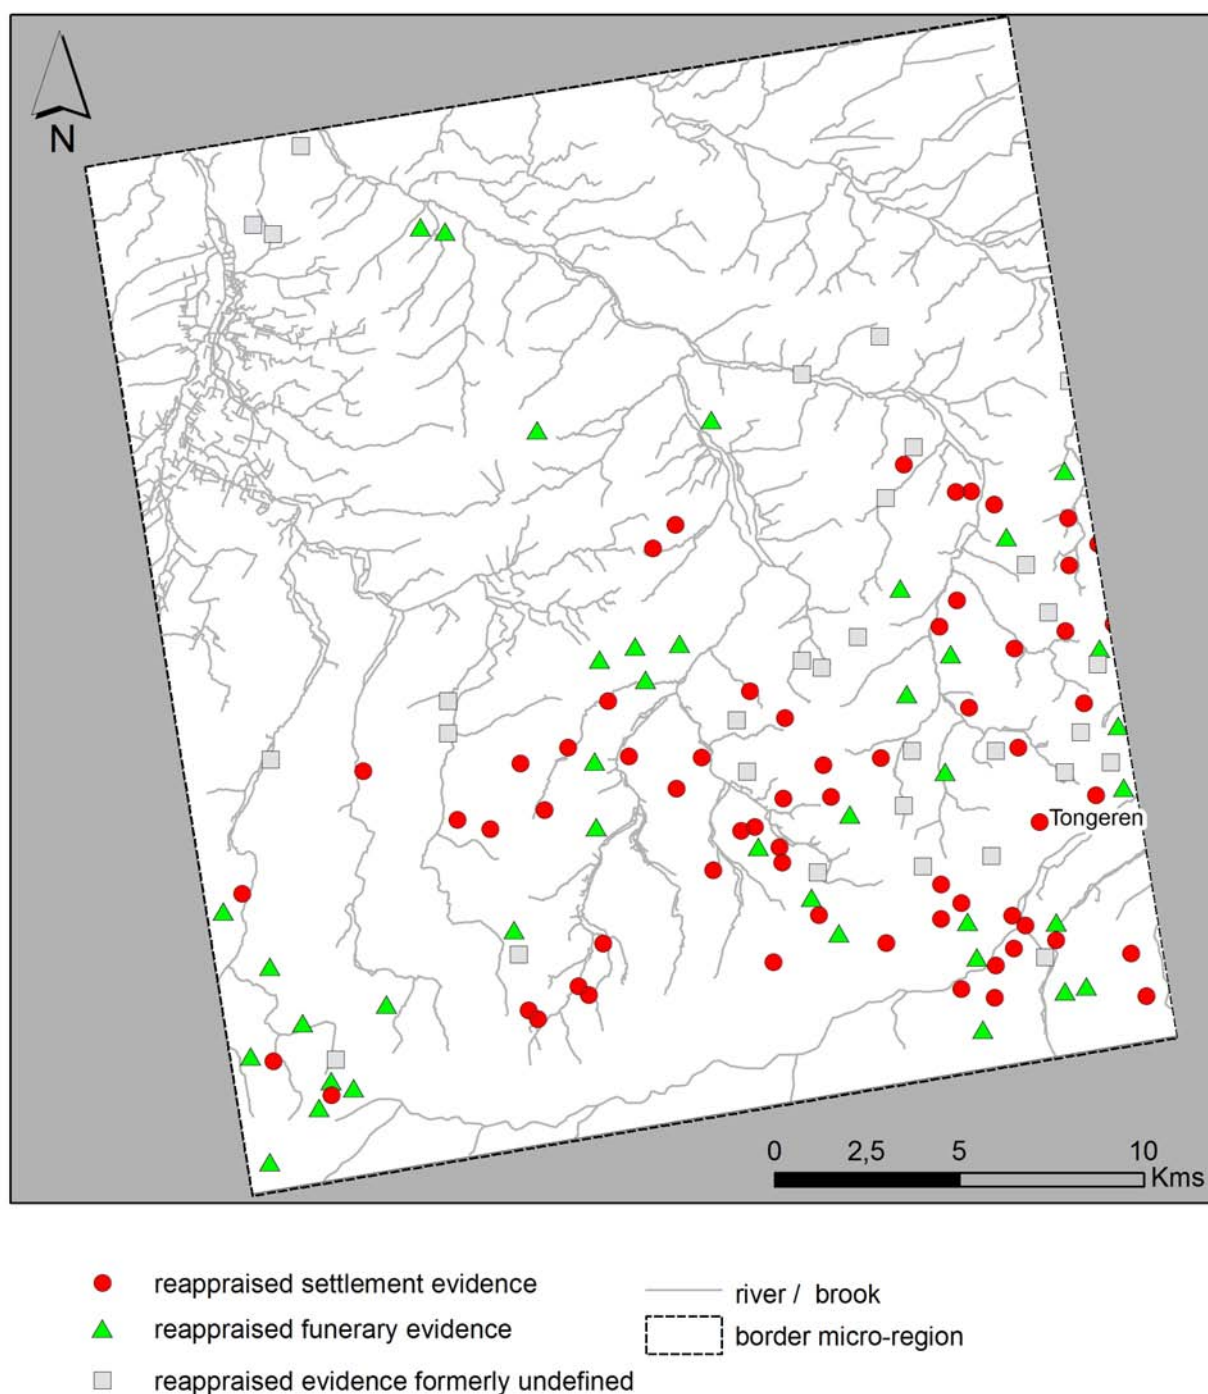 N
Tongeren
0 2,5 5 10
Kms
reappraised settlement evidence
reappraised funerary evidence
reappraised evidence formerly undefined
river / brook
border micro-region